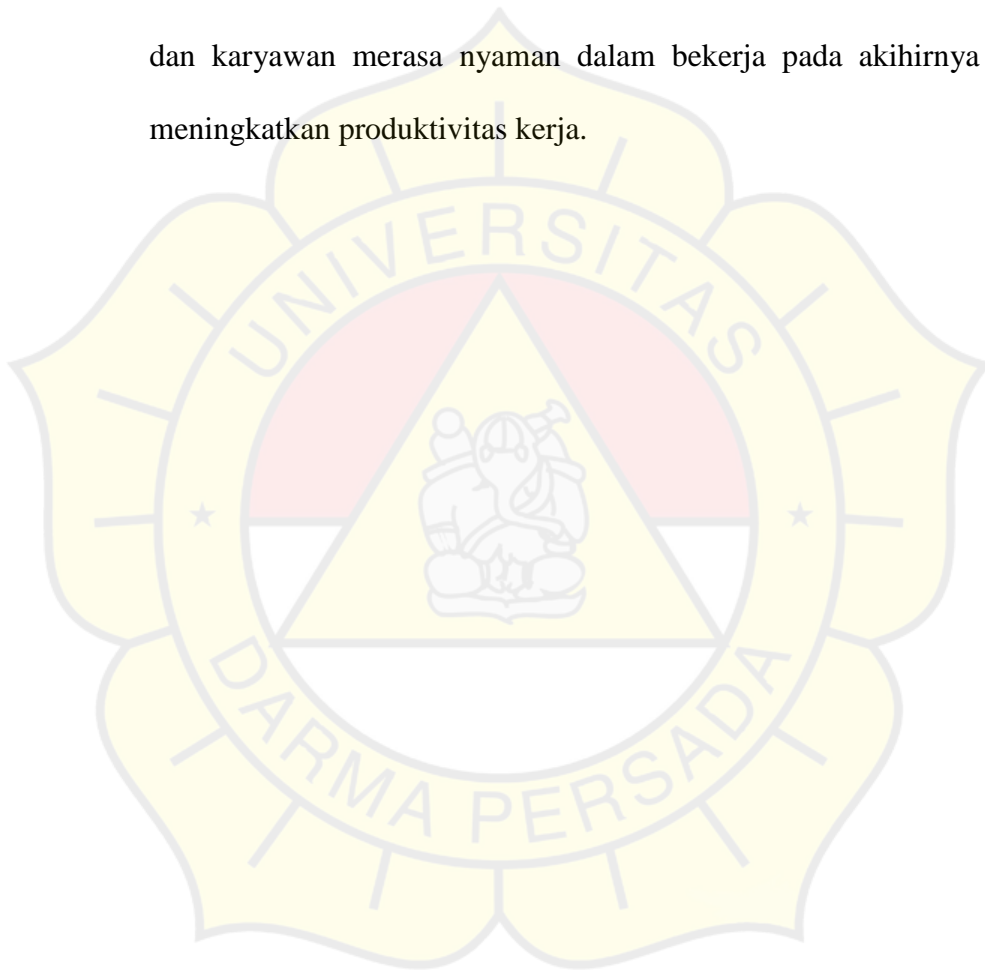 dan karyawan merasa nyaman dalam bekerja pada akihirnya
meningkatkan produktivitas kerja.
UNIVERSITAS
DARMA PERSADA